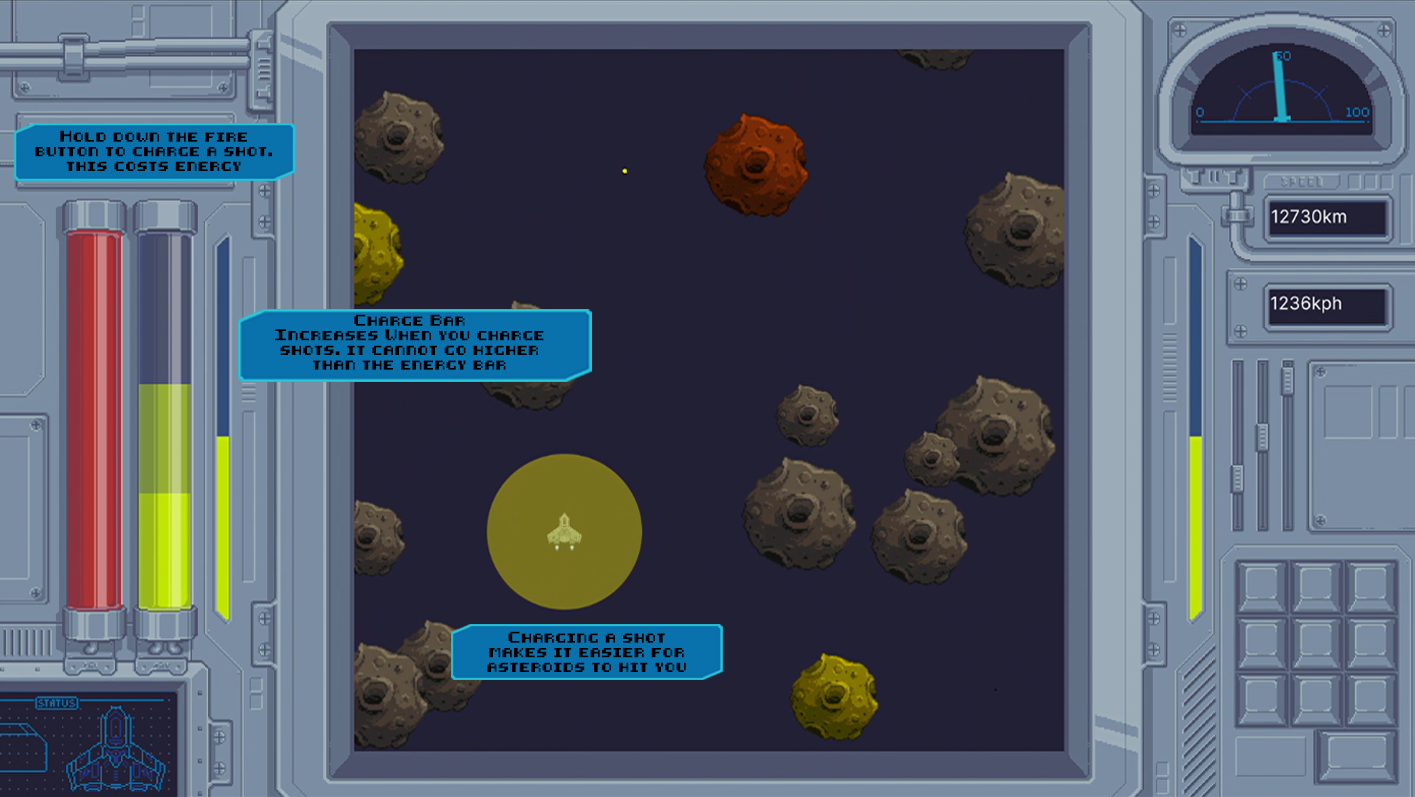 50
0
100
HOLD DOWN THE FIRE
BUTTON TO CHARGE A SHOT.
THIS COSTS ENERGY
SPEED
12730km
1236kph
CHARGE BAR
INCREASES WHEN YOU CHARGE
SHOTS. IT CANNOT GO HIGHER
THAN THE ENERGY BAR
CHARGING A SHOT
MAKES IT EASIER FOR
ASTEROIDS TO HIT YOU
STATUS